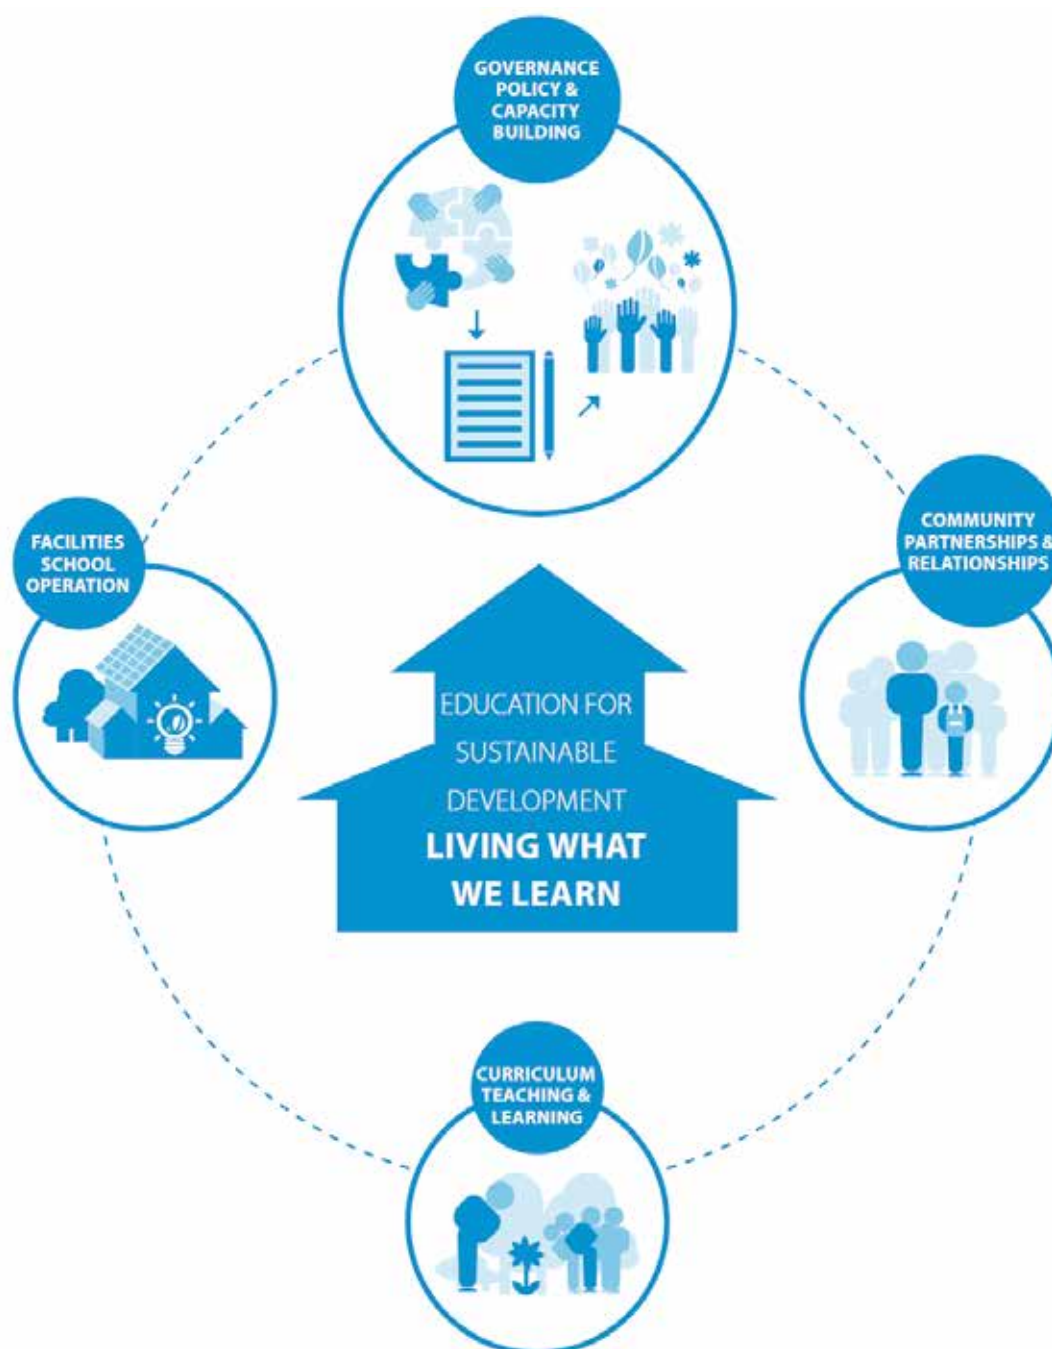 GOVERNANCE
POLICY &
CAPACITY
BUILDING
FACILITIES
SCHOOL
OPERATION
COMMUNITY
PARTNERSHIPS &
RELATIONSHIPS
EDUCATION FOR
SUSTAINABLE
DEVELOPMENT
LIVING WHAT
WE LEARN
CURRICULUM
TEACHING &
LEARNING